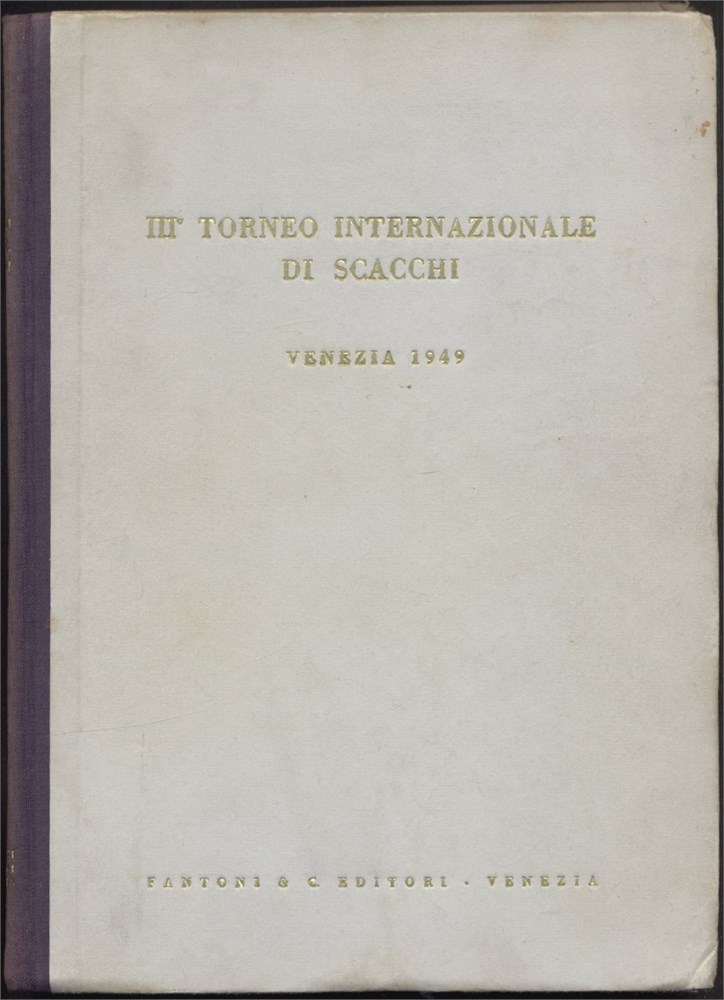 III° TORNEO INTERNAZIONALE
DI SCACCHI
VENEZIA 1949
FANTONI & C. EDITORI · VENEZIA